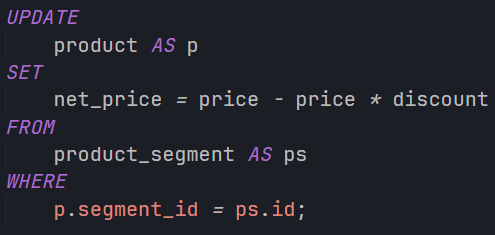 UPDATE
product AS p
SET
net_price = price - price * discount
FROM
product_segment AS ps
WHERE
p.segment_id = ps.id;